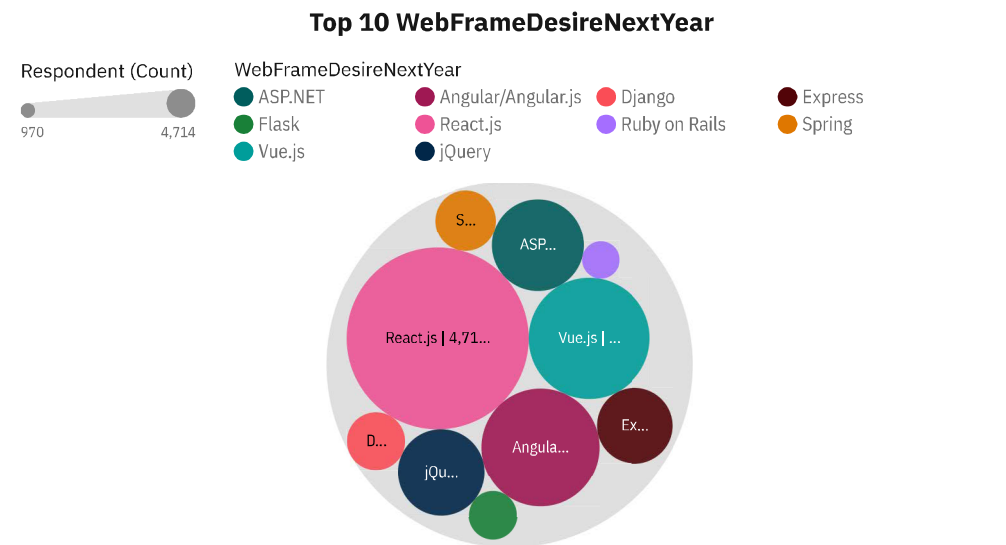 Top 10 WebFrameDesireNextYear
Respondent (Count)
970 4,714
WebFrameDesireNextYear
ASP.NET Angular/Angular.js Django Express
Flask React.js Ruby on Rails Spring
Vue.js jQuery
S...
ASP...
React.js | 4,71...
Vue.js | ...
Ex...
D...
Angula...
jQu...